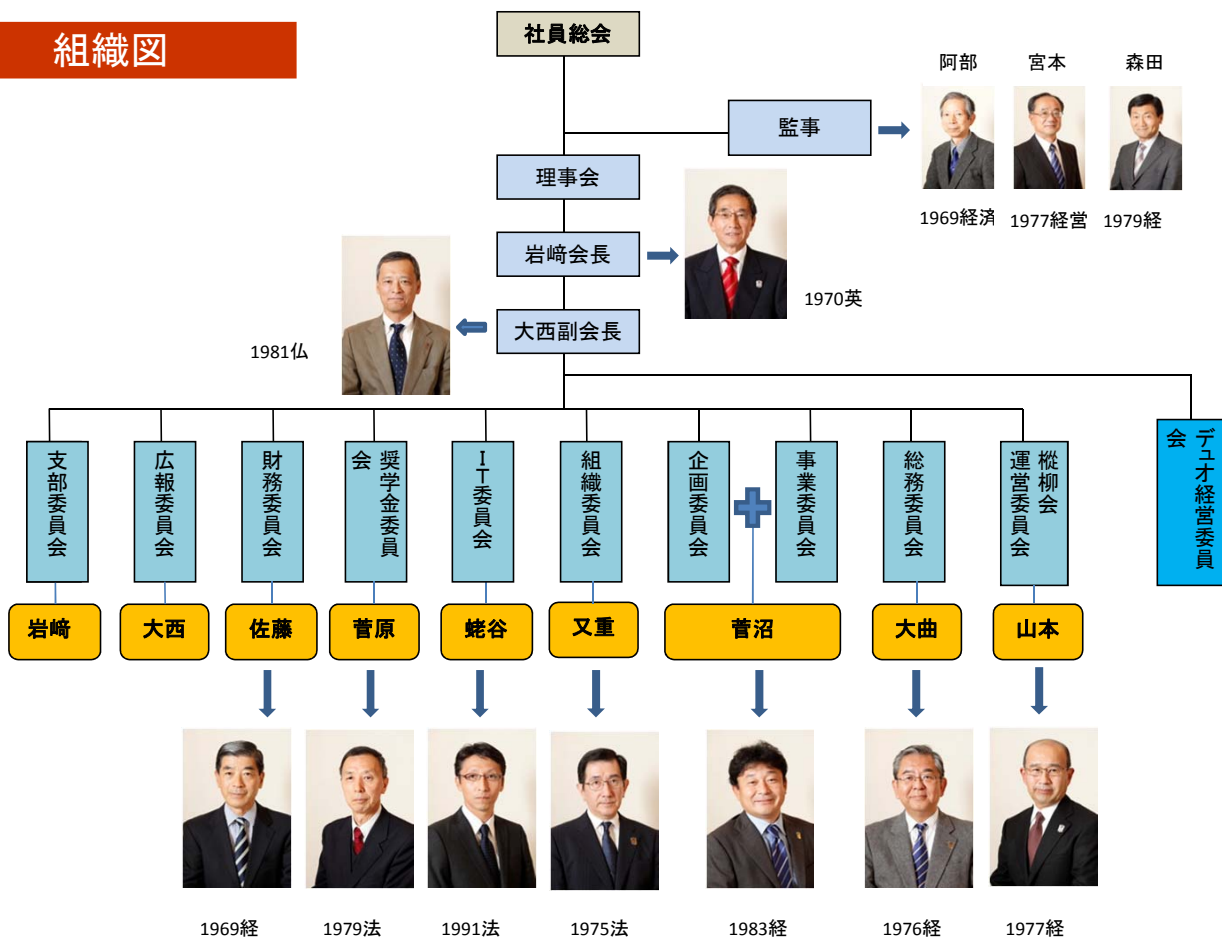 組織図
社員総会
阿部
宮本
森田
監事
理事会
1969経済
1977経営
1979経
岩﨑会長
1970英
大西副会長
1981仏
支部委員会
広報委員会
財務委員会
奨学金委員
会
IT委員会
組織委員会
企画委員会
事業委員会
総務委員会
樅柳会
運営委員会
デュオ経営委員
会
岩﨑
大西
佐藤
菅原
蛯谷
又重
菅沼
大曲
山本
1969経
1979法
1991法
1975法
1983経
1976経
1977経